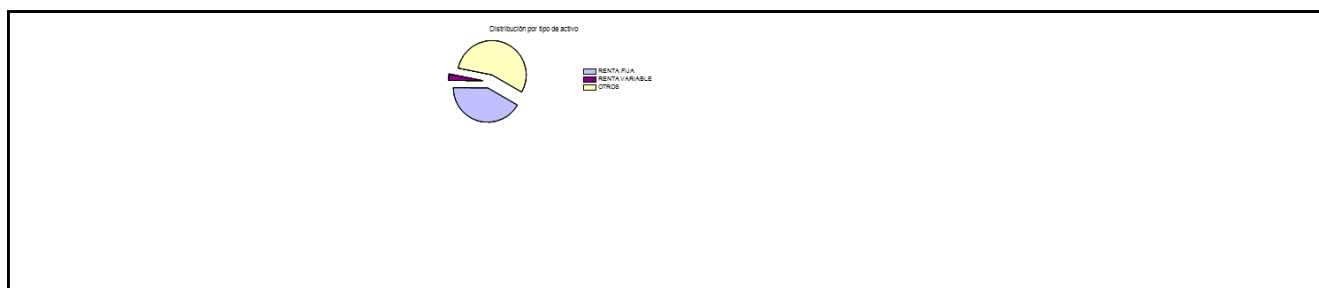 Distribución por tipo de activo
RENTA FIJA
RENTA VARIABLE
OTROS